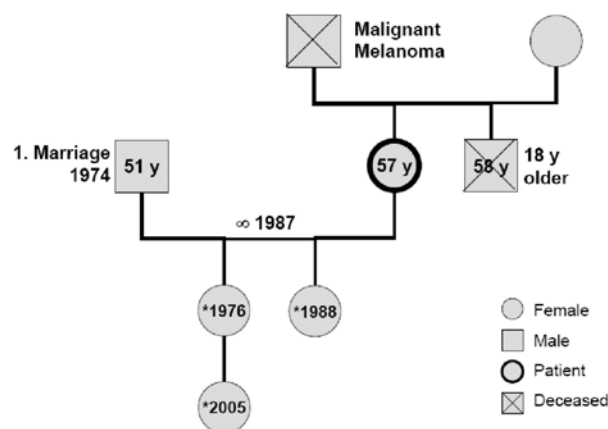 Malignant
Melanoma
1. Marriage
1974
51 y
57 y
58 y
18 y
older
∞ 1987
*1976
*1988
*2005
Female
Male
Patient
Deceased